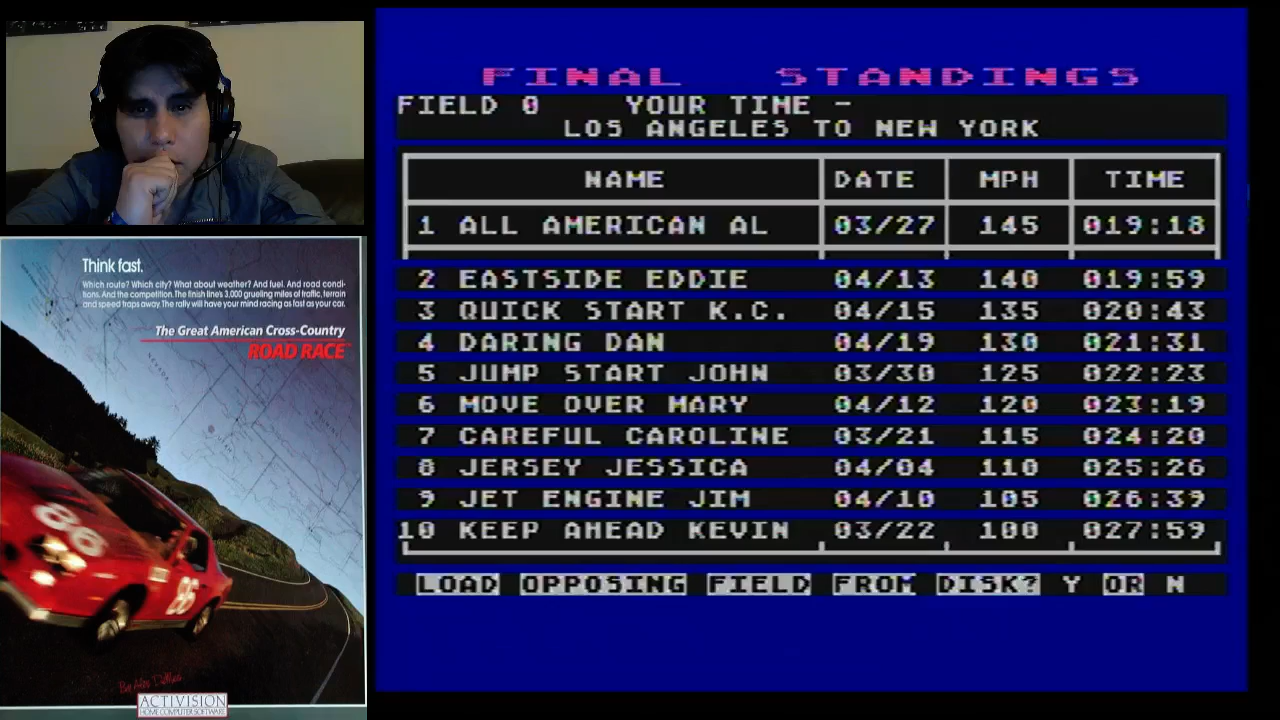 Think fast.
Which route? Which city? What about weather? And fuel. And road condi-
tions. And the competition. The finish line's 3,000 grueling miles of traffic, terrain
and speed traps away. The rally will have your mind racing as fast as your car.
The Great American Cross-Country
ROAD RACE
86
86
ACTIVISION
HOME COMPUTER SOFTWARE
FINAL STANDINGS
FIELD 0 YOUR TIME -
LOS ANGELES TO NEW YORK
NAME DATE MPH TIME
1 ALL AMERICAN AL 03/27 145 019:18
2 EASTSIDE EDDIE 04/13 140 019:59
3 QUICK START K.C. 04/15 135 020:43
4 DARING DAN 04/19 130 021:31
5 JUMP START JOHN 03/30 125 022:23
6 MOVE OVER MARY 04/12 120 023:19
7 CAREFUL CAROLINE 03/21 115 024:20
8 JERSEY JESSICA 04/04 110 025:26
9 JET ENGINE JIM 04/10 105 026:39
10 KEEP AHEAD KEVIN 03/22 100 027:59
LOAD OPPOSING FIELD FROM DISK? Y OR N